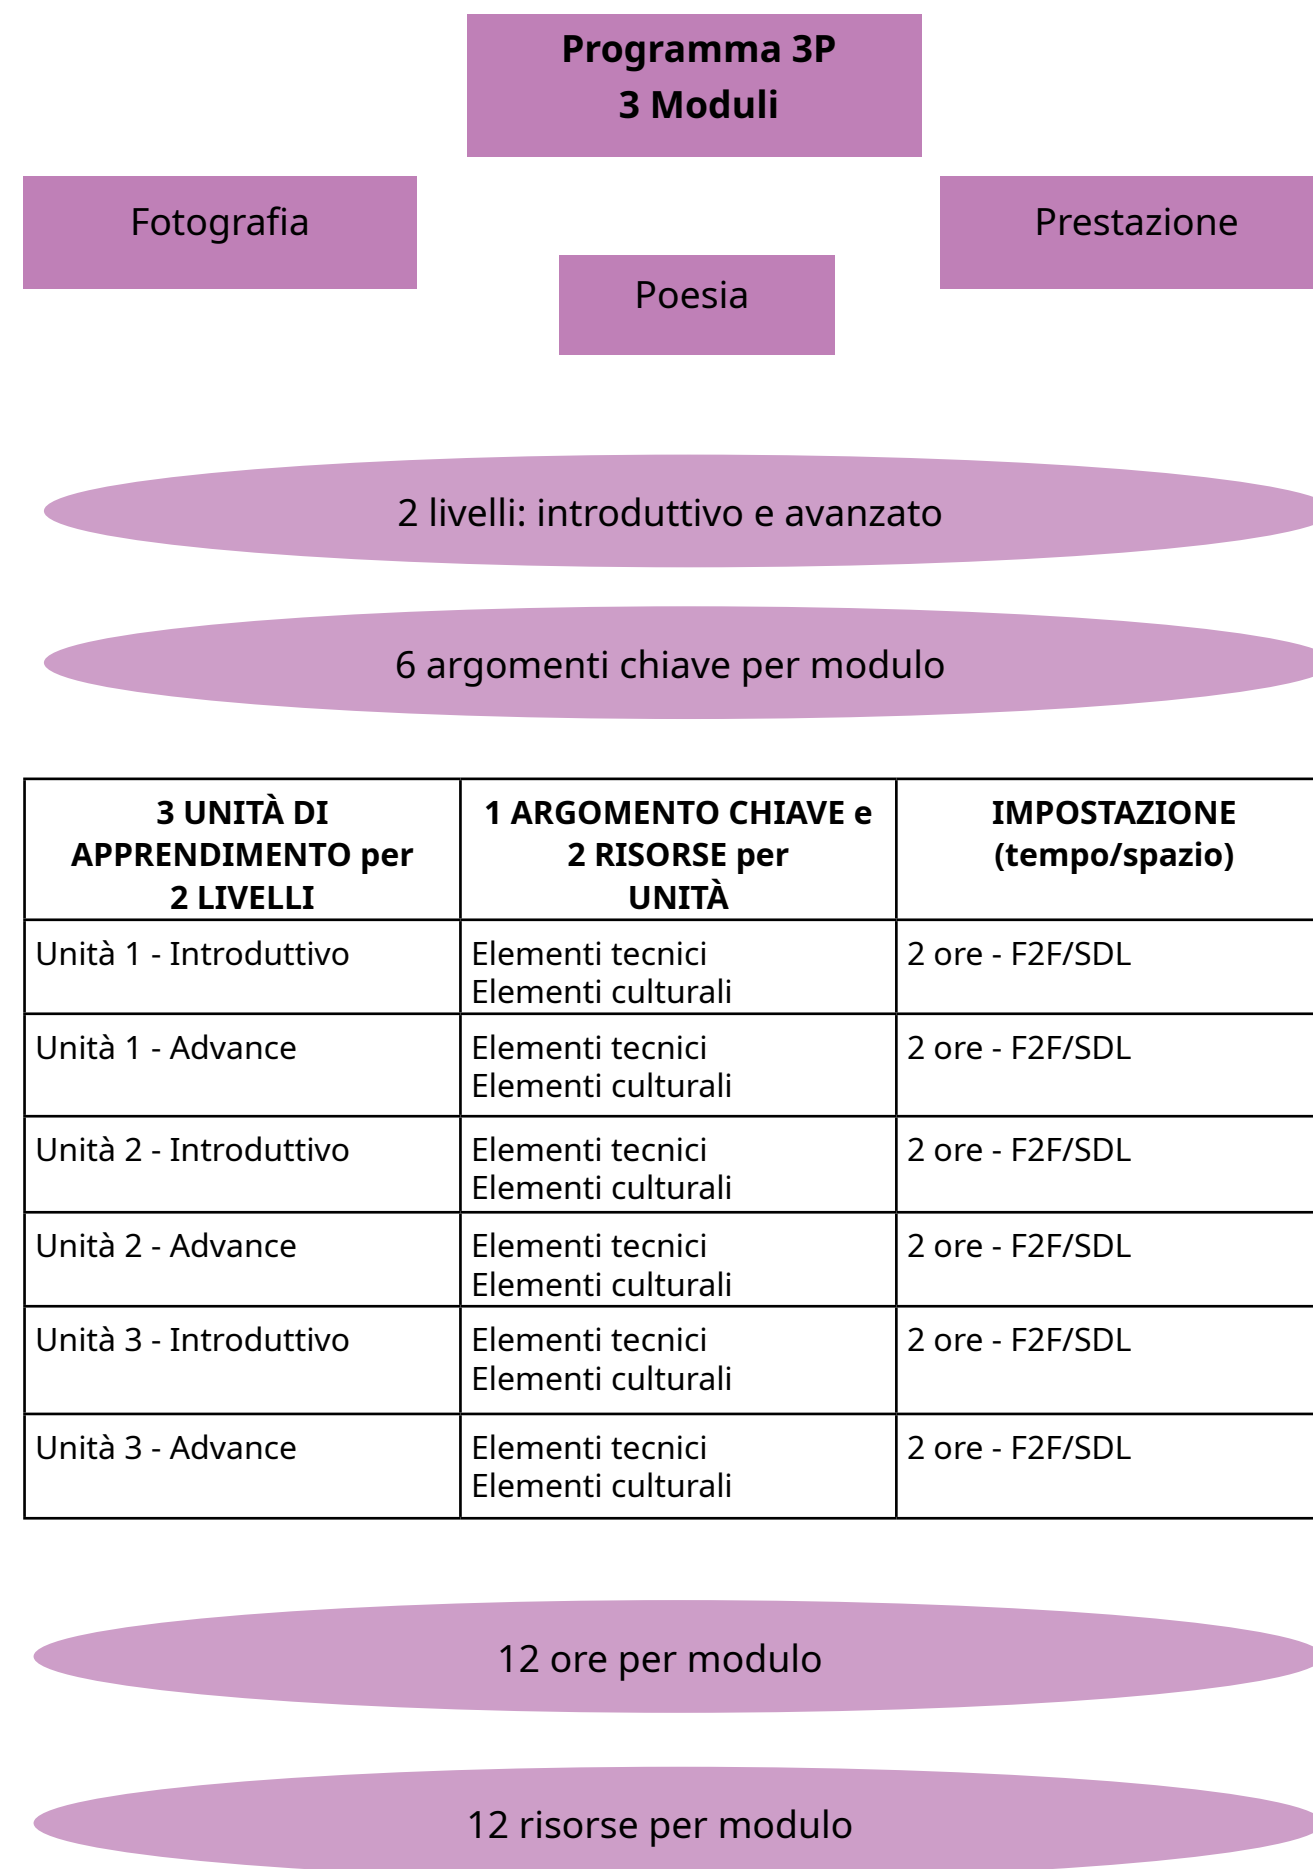 Programma 3P
3 Moduli
Fotografia
Prestazione
Poesia
2 livelli: introduttivo e avanzato
6 argomenti chiave per modulo
3 UNITÀ DI
APPRENDIMENTO per
2 LIVELLI
1 ARGOMENTO CHIAVE e
2 RISORSE per
UNITÀ
IMPOSTAZIONE
(tempo/spazio)
Unità 1 - Introduttivo
Elementi tecnici
Elementi culturali
2 ore - F2F/SDL
Unità 1 - Advance
Elementi tecnici
Elementi culturali
2 ore - F2F/SDL
Unità 2 - Introduttivo
Elementi tecnici
Elementi culturali
2 ore - F2F/SDL
Unità 2 - Advance
Elementi tecnici
Elementi culturali
2 ore - F2F/SDL
Unità 3 - Introduttivo
Elementi tecnici
Elementi culturali
2 ore - F2F/SDL
Unità 3 - Advance
Elementi tecnici
Elementi culturali
2 ore - F2F/SDL
12 ore per modulo
12 risorse per modulo